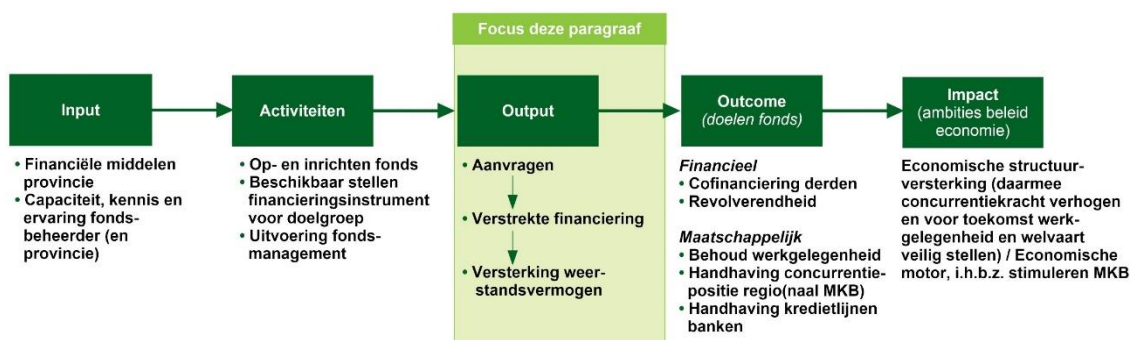 Focus deze paragraaf
Input
• Financiële middelen
provincie
• Capaciteit, kennis en
ervaring fonds-
beheerder (en
provincie)
Activiteiten
• Op- en inrichten fonds
• Beschikbaar stellen
financieringsinstrument
voor doelgroep
• Uitvoering fonds-
management
Output
• Aanvragen
• Verstrekte financiering
• Versterking weer-
standsvermogen
Outcome
(doelen fonds)
Financieel
• Cofinanciering derden
• Revolverendheid
Maatschappelijk
• Behoud werkgelegenheid
• Handhaving concurrentie-
positie regio(naal MKB)
• Handhaving kredietlijnen
banken
Impact
(ambities beleid
economie)
Economische structuur-
versterking (daarmee
concurrentiekracht verhogen
en voor toekomst werk-
gelegenheid en welvaart
veilig stellen) / Economische
motor, i.h.b.z. stimuleren MKB